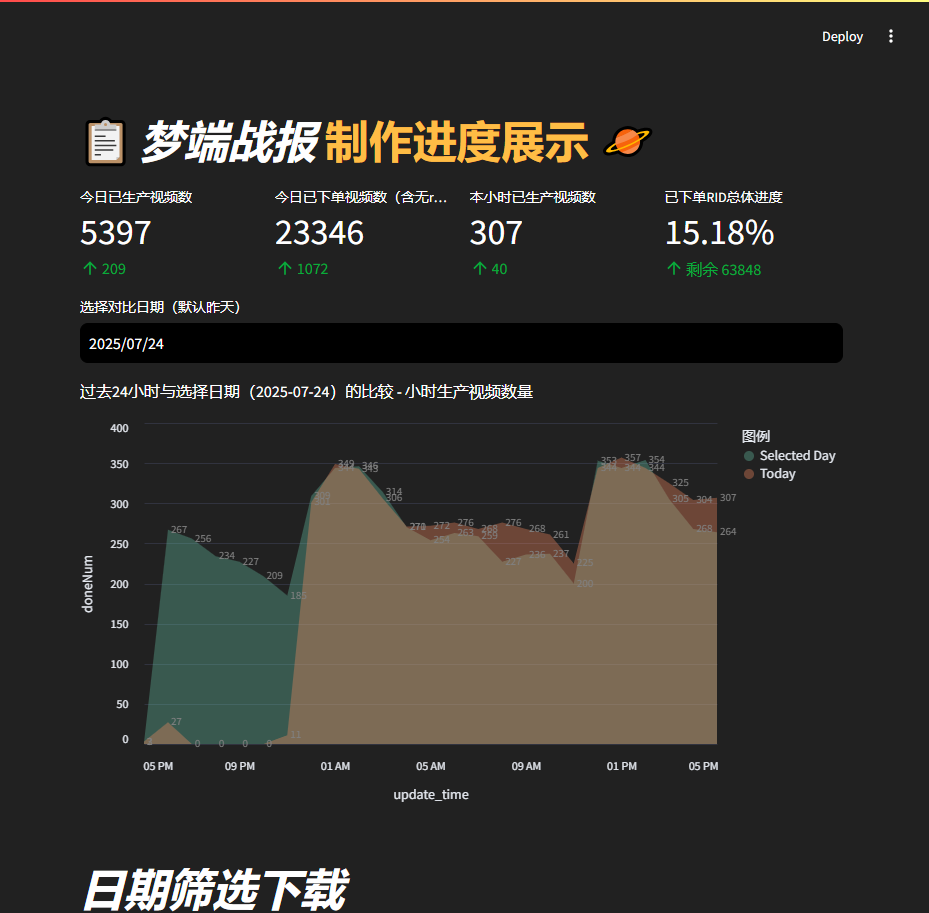 Deploy
梦端战报 制作进度展示
今日已生产视频数
5397
209
今日已下单视频数（含无r...
23346
1072
本小时已生产视频数
307
40
已下单RID总体进度
15.18%
剩余 63848
选择对比日期（默认昨天）
2025/07/24
过去24小时与选择日期（2025-07-24）的比较 - 小时生产视频数量
图例
Selected Day
Today
doneNum
400
350
300
250
200
150
100
50
0
267
256
234
227
209
185
27
0
0
0
0
11
349
314
306
272
254
276
263
268
259
276
227
268
236
261
237
225
200
353
357
344
354
344
325
305
304
268
307
264
05 PM
09 PM
01 AM
05 AM
09 AM
01 PM
05 PM
update_time
日期筛选下载